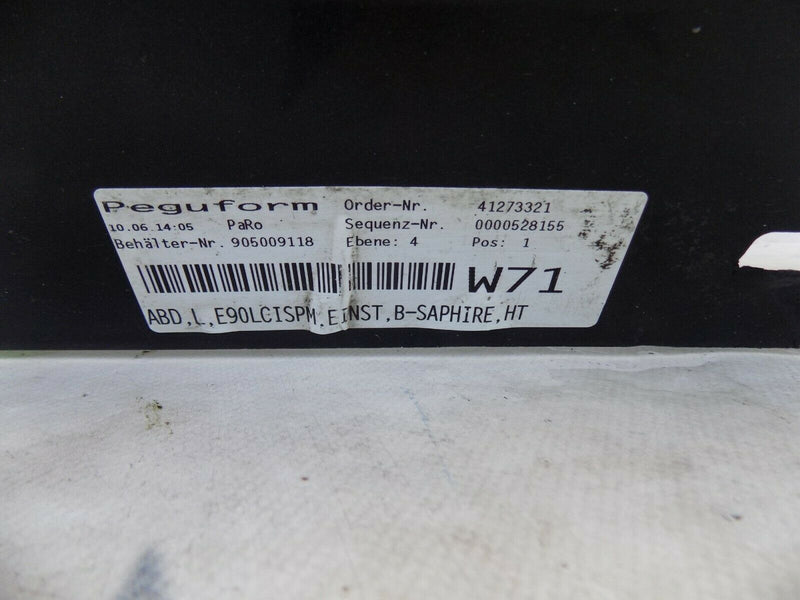 Peguform Order-Nr. 41273321
10.06.14:05 PaRo Sequenz-Nr. 0000528155
Behälter-Nr. 905009118 Ebene: 4 Pos: 1
W71
ABD,L,E90LCISPM,EINST,B-SAPHIRE,HT